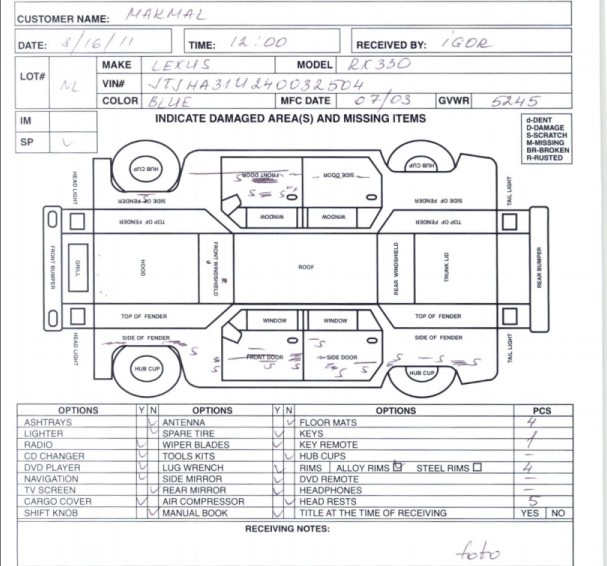 CUSTOMER NAME: MAKMAL
DATE: 8/16/11 TIME: 12:00 RECEIVED BY: IGOR
LOT# NL MAKE LEXUS MODEL RX330
VIN# JTJHA31U240032504
COLOR BLUE MFC DATE 07/03 GVWR 5245
IM INDICATE DAMAGED AREA(S) AND MISSING ITEMS
SP
d-DENT
D-DAMAGE
S-SCRATCH
M-MISSING
BR-BROKEN
R-RUSTED
HUB CUP FRONT DOOR SIDE DOOR HUB CUP
HEAD LIGHT SIDE OF FENDER S S S SIDE OF FENDER TAIL LIGHT
TOP OF FENDER WINDOW WINDOW TOP OF FENDER
FRONT BUMPER GRILL HOOD FRONT WINDSHIELD ROOF REAR WINDSHIELD TRUNK LID REAR BUMPER
TOP OF FENDER WINDOW WINDOW TOP OF FENDER
HEAD LIGHT SIDE OF FENDER SIDE OF FENDER TAIL LIGHT
S S FRONT DOOR S S SIDE DOOR S S S S
HUB CUP HUB CUP
OPTIONS Y N OPTIONS Y N OPTIONS PCS
ASHTRAYS ANTENNA FLOOR MATS 4
LIGHTER SPARE TIRE KEYS 1
RADIO WIPER BLADES KEY REMOTE
CD CHANGER TOOLS KITS HUB CUPS –
DVD PLAYER LUG WRENCH RIMS ALLOY RIMS STEEL RIMS 4
NAVIGATION SIDE MIRROR DVD REMOTE –
TV SCREEN REAR MIRROR HEADPHONES –
CARGO COVER AIR COMPRESSOR HEAD RESTS 5
SHIFT KNOB MANUAL BOOK TITLE AT THE TIME OF RECEIVING YES NO
RECEIVING NOTES:
foto